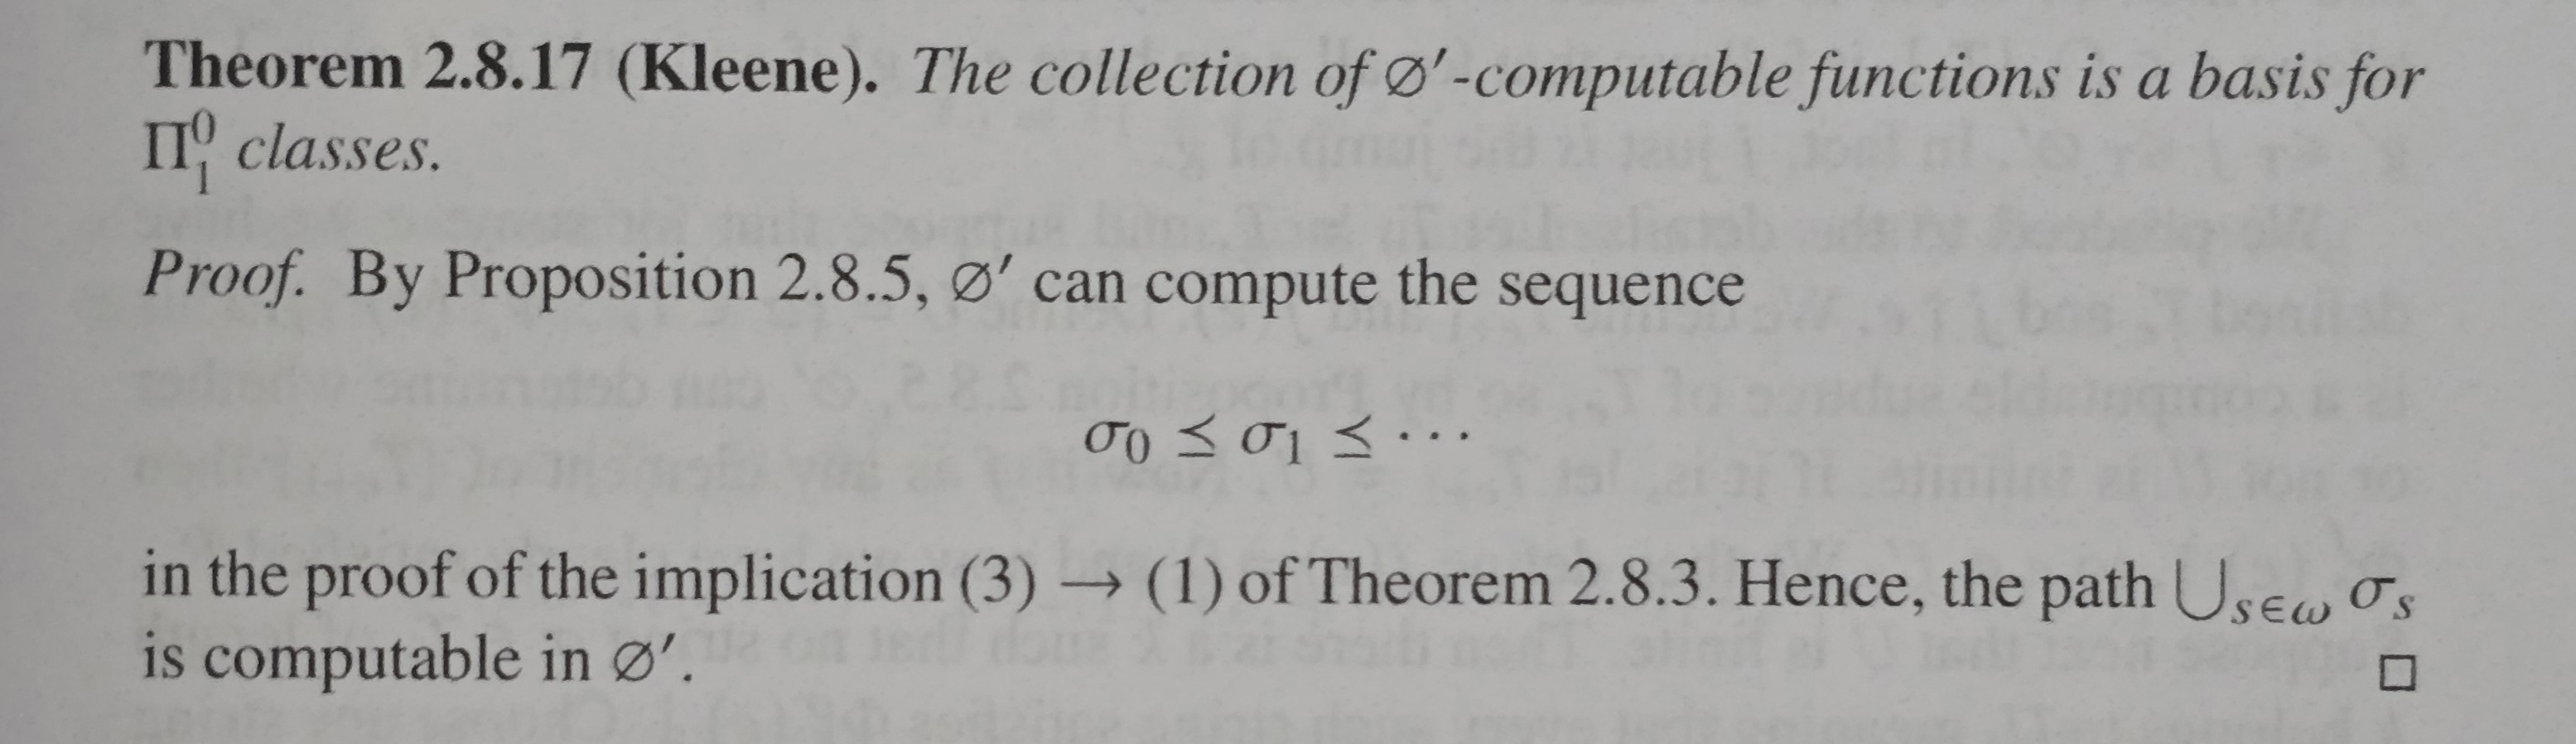 Theorem 2.8.17 (Kleene). The collection of ∅′-computable functions is a basis for
Π⁰₁ classes.
Proof. By Proposition 2.8.5, ∅′ can compute the sequence
σ₀ ⪯ σ₁ ⪯ ···
in the proof of the implication (3) → (1) of Theorem 2.8.3. Hence, the path ⋃ₛ∈ω σₛ
is computable in ∅′. □